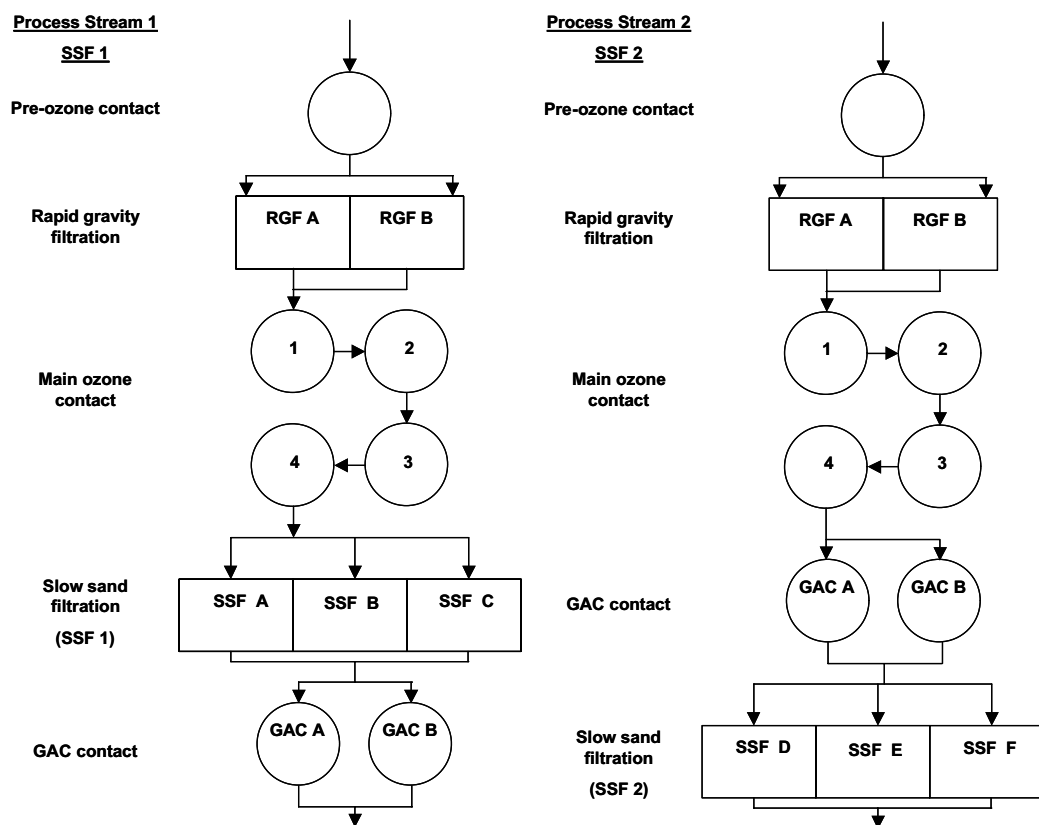 Process Stream 1
SSF 1
Pre-ozone contact
Rapid gravity
filtration
RGF A
RGF B
1
2
Main ozone
contact
4
3
Slow sand
filtration
(SSF 1)
SSF A
SSF B
SSF C
GAC contact
GAC A
GAC B
Process Stream 2
SSF 2
Pre-ozone contact
Rapid gravity
filtration
RGF A
RGF B
1
2
Main ozone
contact
4
3
GAC contact
GAC A
GAC B
Slow sand
filtration
(SSF 2)
SSF D
SSF E
SSF F